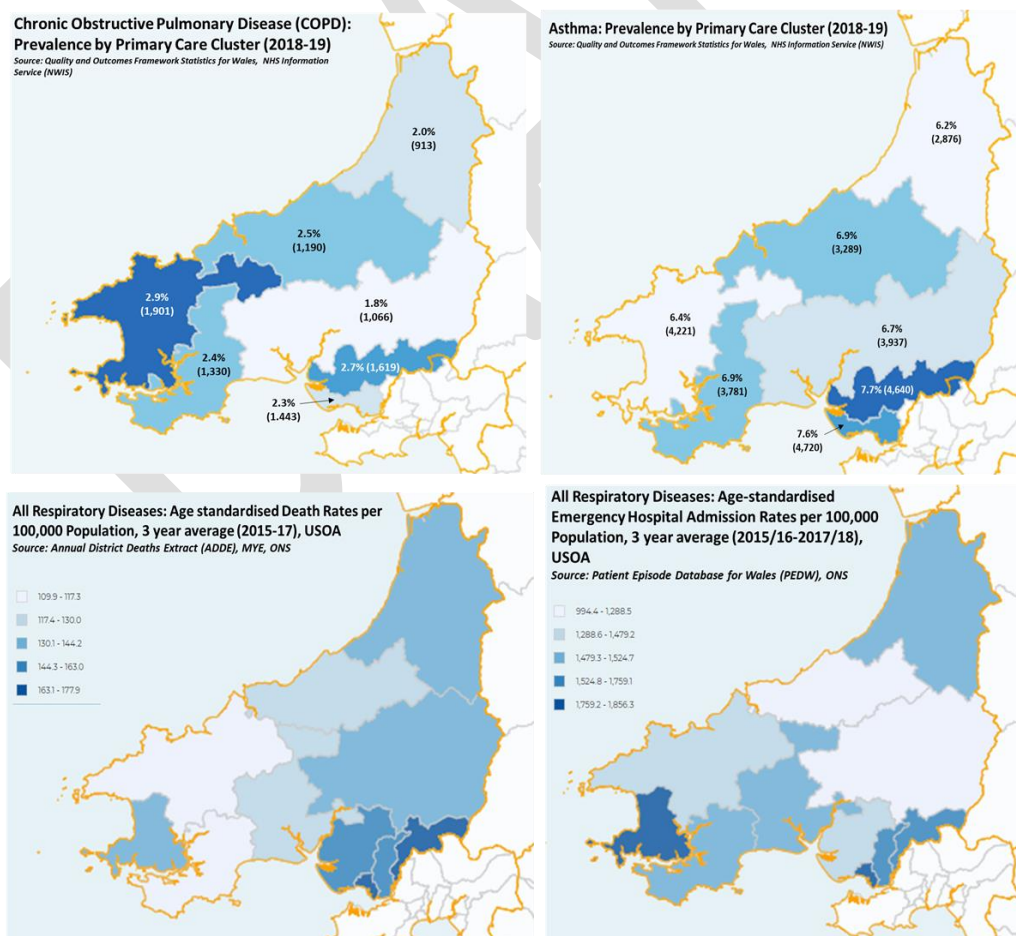 Chronic Obstructive Pulmonary Disease (COPD):
Prevalence by Primary Care Cluster (2018-19)
Source: Quality and Outcomes Framework Statistics for Wales, NHS Information
Service (NWIS)
2.0%
(913)
2.5%
(1,190)
2.9%
(1,901)
1.8%
(1,066)
2.4%
(1,330)
2.7% (1,619)
2.3%
(1.443)
Asthma: Prevalence by Primary Care Cluster (2018-19)
Source: Quality and Outcomes Framework Statistics for Wales, NHS Information Service (NWIS)
6.2%
(2,876)
6.9%
(3,289)
6.4%
(4,221)
6.7%
(3,937)
6.9%
(3,781)
7.7% (4,640)
7.6%
(4,720)
All Respiratory Diseases: Age standardised Death Rates per
100,000 Population, 3 year average (2015-17), USOA
Source: Annual District Deaths Extract (ADDE), MYE, ONS
109.9 - 117.3
117.4 - 130.0
130.1 - 144.2
144.3 - 163.0
163.1 - 177.9
All Respiratory Diseases: Age-standardised
Emergency Hospital Admission Rates per 100,000
Population, 3 year average (2015/16-2017/18),
USOA
Source: Patient Episode Database for Wales (PEDW), ONS
994.4 - 1,288.5
1,288.6 - 1,479.2
1,479.3 - 1,524.7
1,524.8 - 1,759.1
1,759.2 - 1,856.3